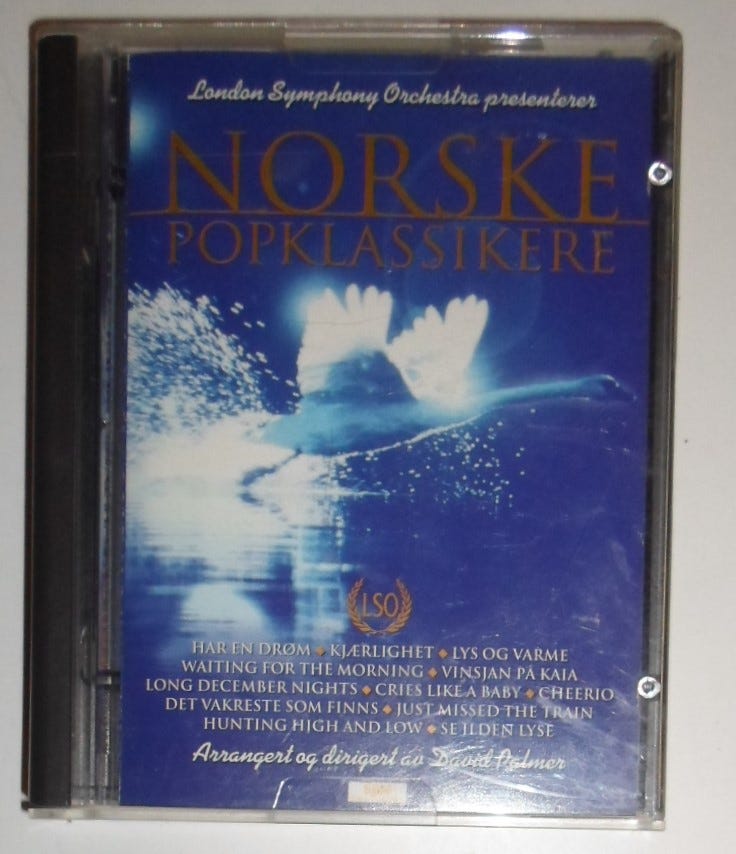 London Symphony Orchestra presenterer
NORSKE
POPKLASSIKERE
LSO
HAR EN DRØM ◆ KJÆRLIGHET ◆ LYS OG VARME
WAITING FOR THE MORNING ◆ VINSJAN PÅ KAIA
LONG DECEMBER NIGHTS ◆ CRIES LIKE A BABY ◆ CHEERIO
DET VAKRESTE SOM FINNS ◆ JUST MISSED THE TRAIN
HUNTING HIGH AND LOW ◆ SE ILDEN LYSE
Arrangert og dirigert av David Palmer